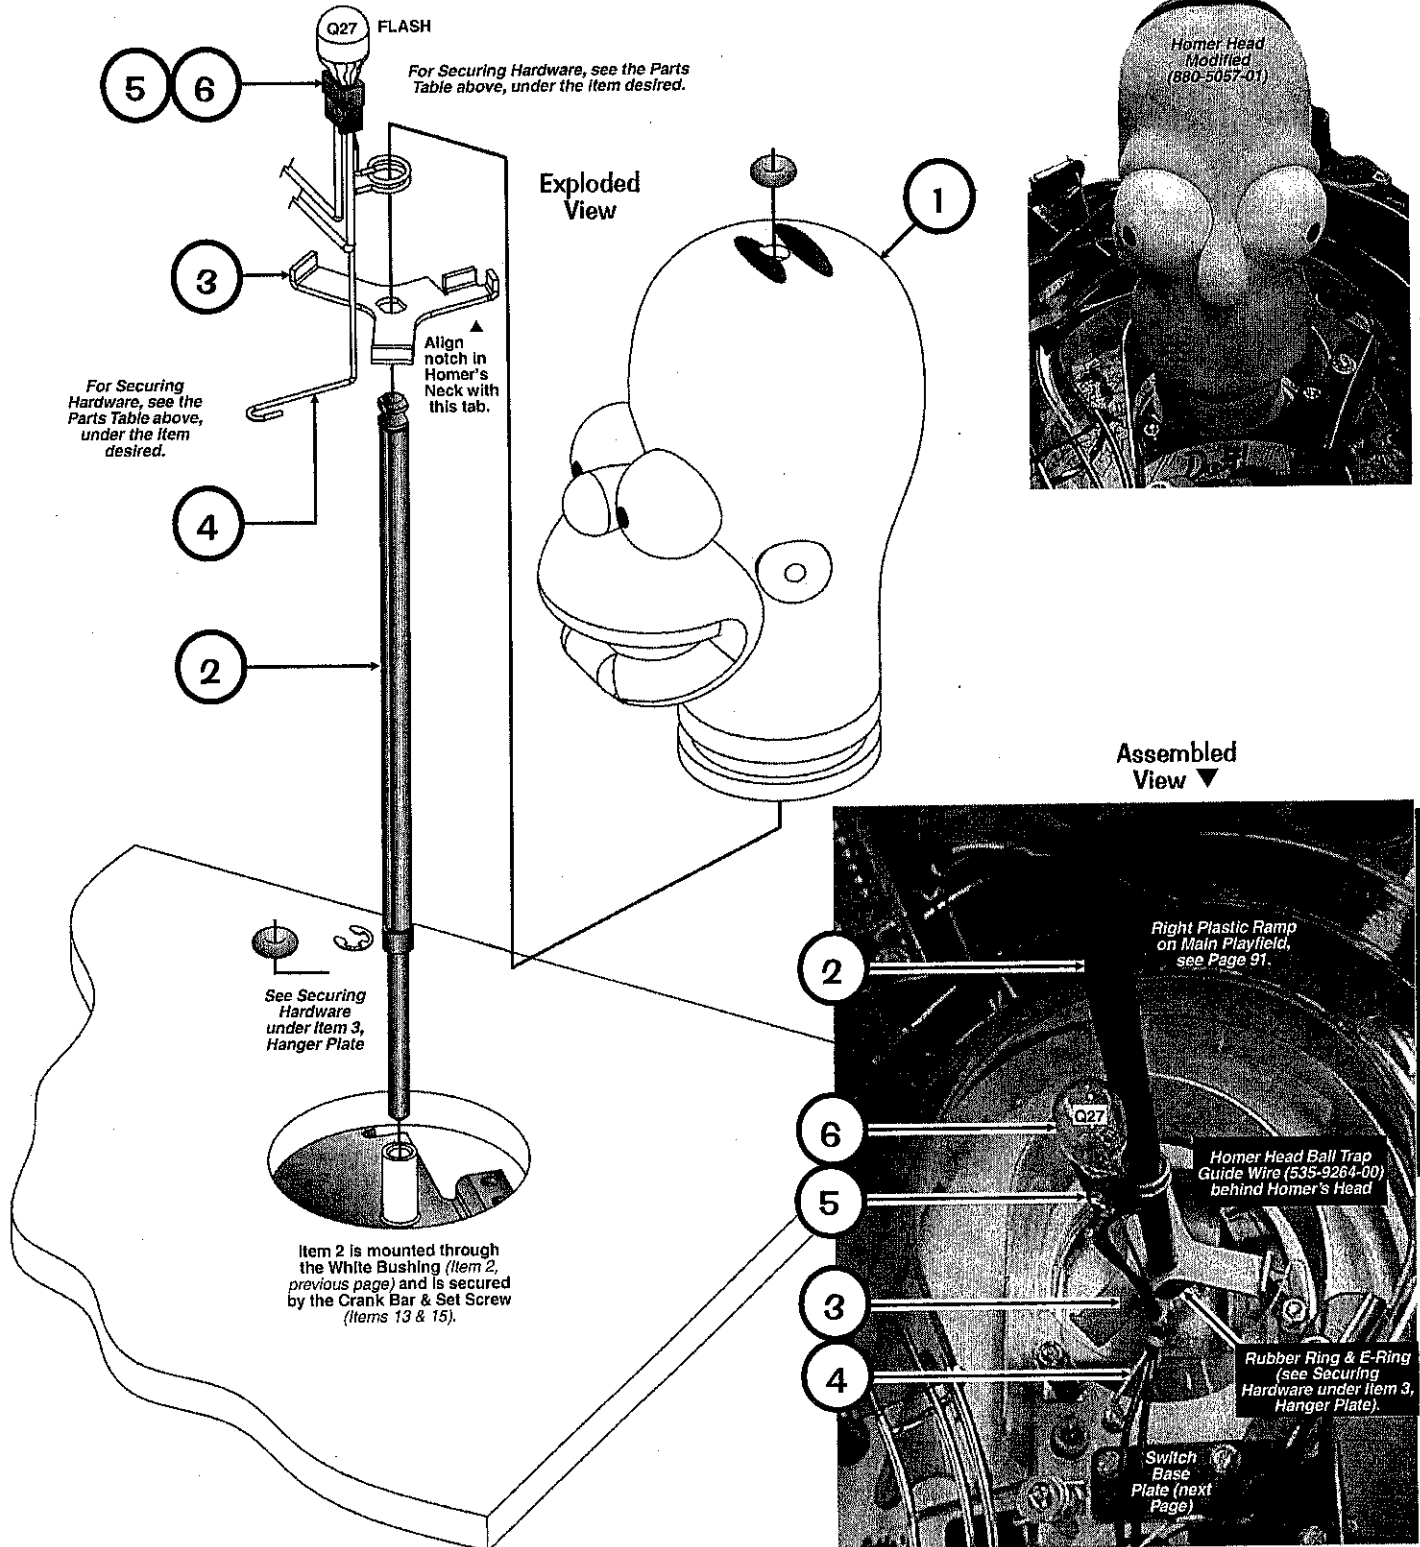 Q27 FLASH
5 6
For Securing Hardware, see the Parts
Table above, under the item desired.
Homer Head
Modified
(880-5057-01)
Exploded
View
1
3
Align
notch in
Homer's
Neck with
this tab.
For Securing
Hardware, see the
Parts Table above,
under the item
desired.
4
2
Assembled
View ▼
See Securing
Hardware
under Item 3,
Hanger Plate
Item 2 is mounted through
the White Bushing (Item 2,
previous page) and is secured
by the Crank Bar & Set Screw
(Items 13 & 15).
Right Plastic Ramp
on Main Playfield,
see Page 91.
2
Q27
6
Homer Head Ball Trap
Guide Wire (535-9264-00)
behind Homer's Head
5
3
4
Rubber Ring & E-Ring
(see Securing
Hardware under Item 3,
Hanger Plate).
Switch
Base
Plate (next
Page)